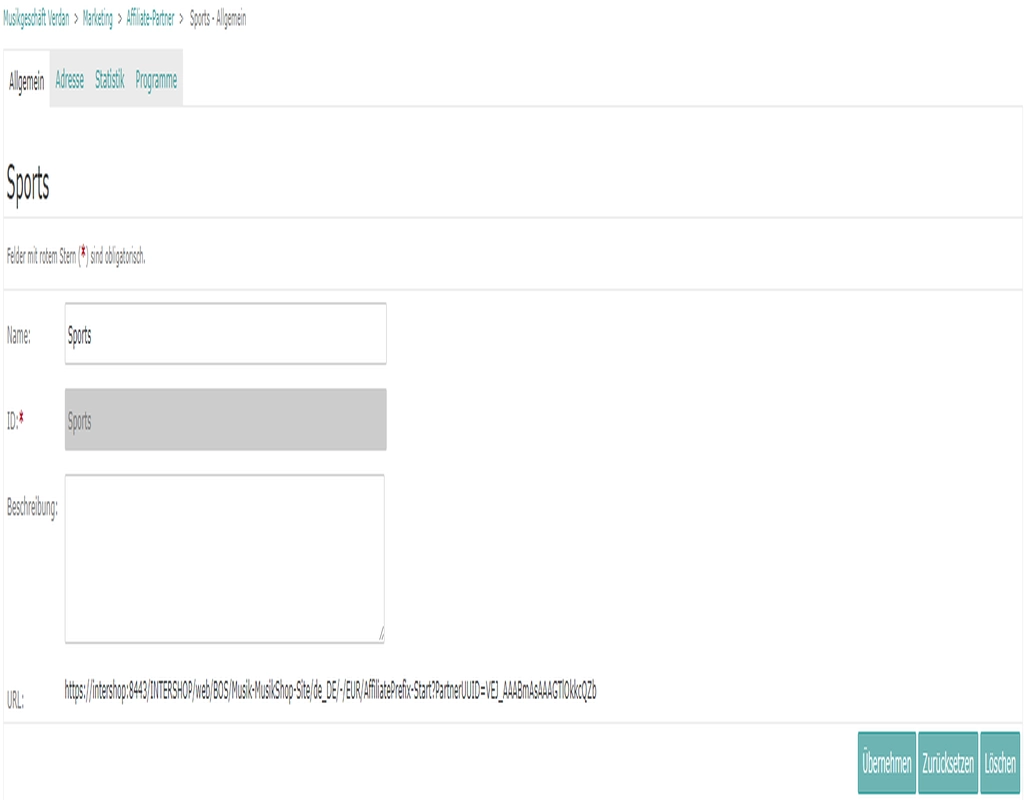 Musikgeschäft Verdan > Marketing > Affiliate-Partner > Sports - Allgemein
Allgemein Adresse Statistik Programme
Sports
Felder mit rotem Stern (*) sind obligatorisch.
Name: Sports
ID:* Sports
Beschreibung:
URL: https://intershop:8443/INTERSHOP/web/BOS/Musik-MusikShop-Site/de_DE/-/EUR/AffiliatePrefix-Start?PartnerUUID=VEJ_AAABmAsAAAGTlOkkcQZb
Übernehmen Zurücksetzen Löschen